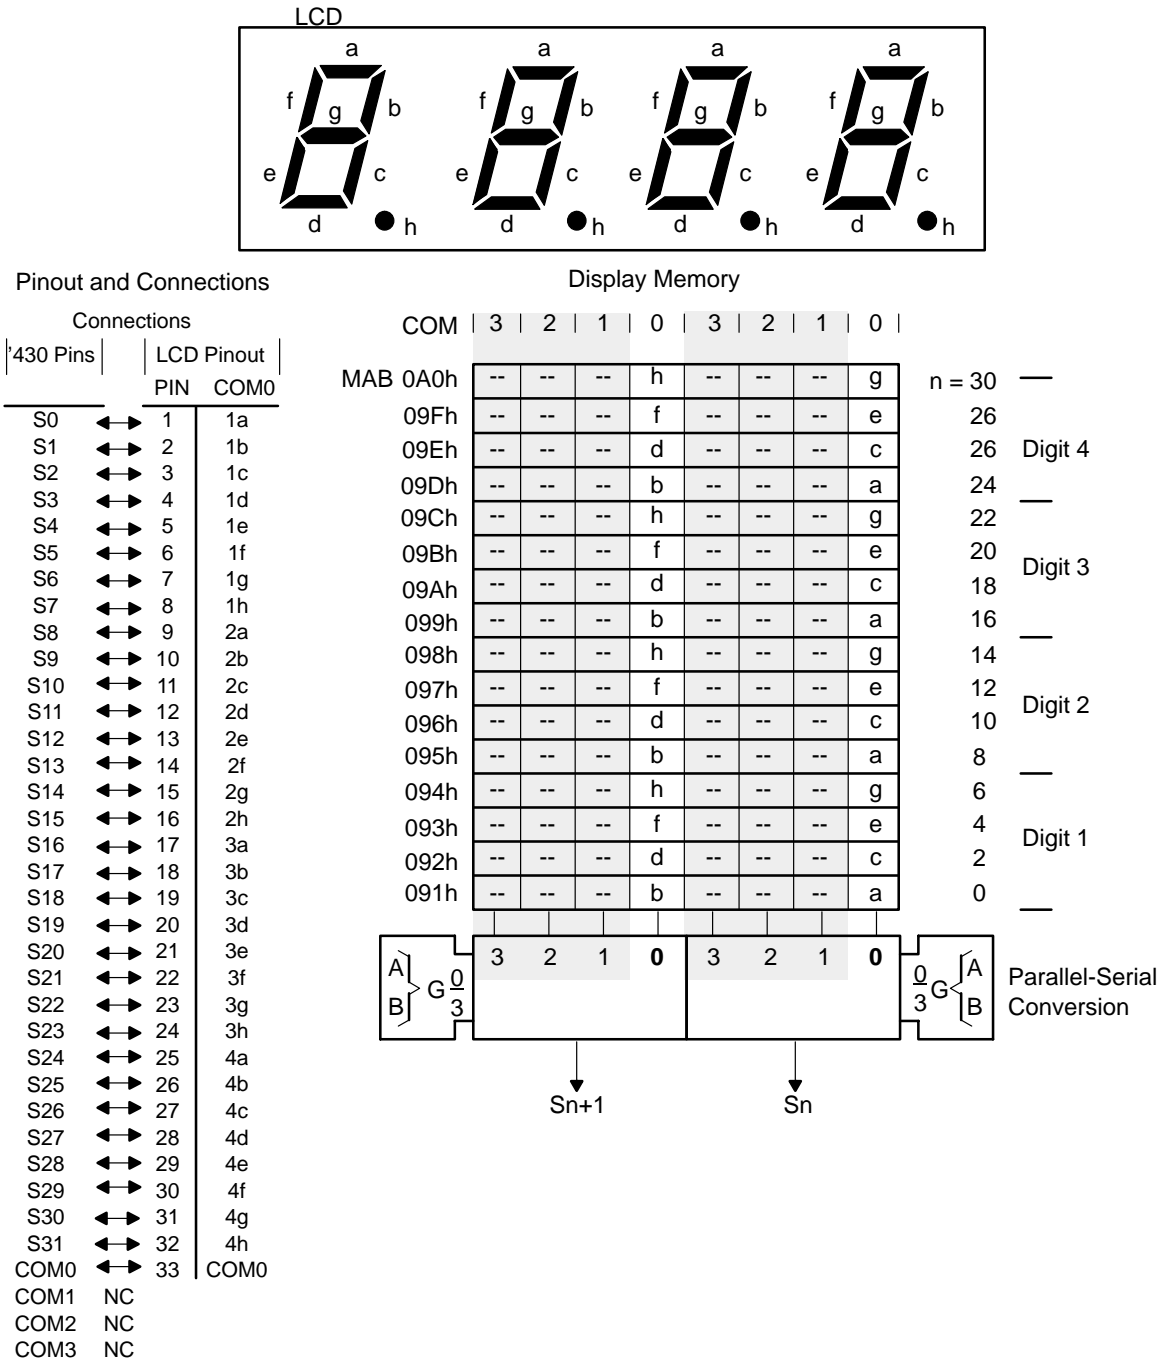 LCD
a a a a
f g b f g b f g b f g b
e c e c e c e c
d h d h d h d h
Pinout and Connections
Connections
'430 Pins LCD Pinout
PIN COM0
S0 1 1a
S1 2 1b
S2 3 1c
S3 4 1d
S4 5 1e
S5 6 1f
S6 7 1g
S7 8 1h
S8 9 2a
S9 10 2b
S10 11 2c
S11 12 2d
S12 13 2e
S13 14 2f
S14 15 2g
S15 16 2h
S16 17 3a
S17 18 3b
S18 19 3c
S19 20 3d
S20 21 3e
S21 22 3f
S22 23 3g
S23 24 3h
S24 25 4a
S25 26 4b
S26 27 4c
S27 28 4d
S28 29 4e
S29 30 4f
S30 31 4g
S31 32 4h
COM0 33 COM0
COM1 NC
COM2 NC
COM3 NC
Display Memory
COM 3 2 1 0 3 2 1 0
MAB 0A0h -- -- -- h -- -- -- g n = 30
09Fh -- -- -- f -- -- -- e 26
09Eh -- -- -- d -- -- -- c 26 Digit 4
09Dh -- -- -- b -- -- -- a 24
09Ch -- -- -- h -- -- -- g 22
09Bh -- -- -- f -- -- -- e 20
Digit 3
09Ah -- -- -- d -- -- -- c 18
099h -- -- -- b -- -- -- a 16
098h -- -- -- h -- -- -- g 14
097h -- -- -- f -- -- -- e 12
Digit 2
096h -- -- -- d -- -- -- c 10
095h -- -- -- b -- -- -- a 8
094h -- -- -- h -- -- -- g 6
093h -- -- -- f -- -- -- e 4
Digit 1
092h -- -- -- d -- -- -- c 2
091h -- -- -- b -- -- -- a 0
3 2 1 0 3 2 1 0
A B G 0 3
0 3 G A B
Parallel-Serial
Conversion
Sn+1 Sn